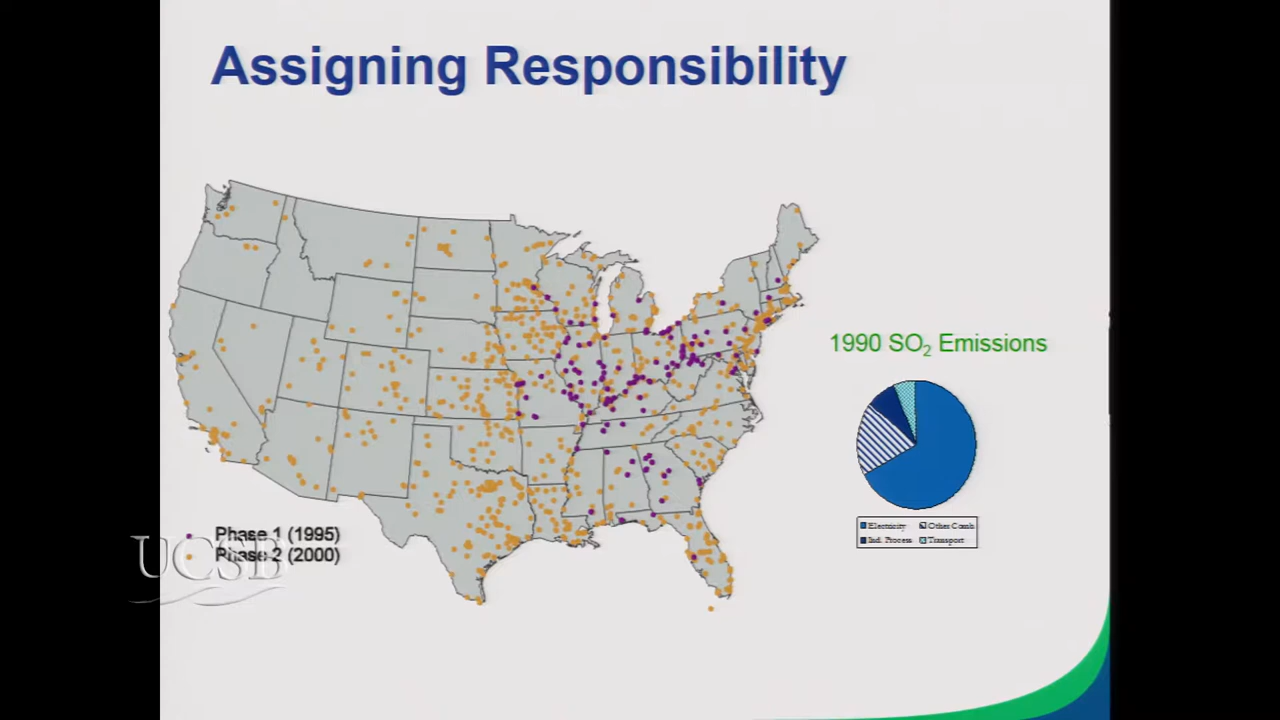 Assigning Responsibility
1990 SO₂ Emissions
Electricity
Other Comb
Ind. Process
Transport
Phase 1 (1995)
Phase 2 (2000)
UCSB